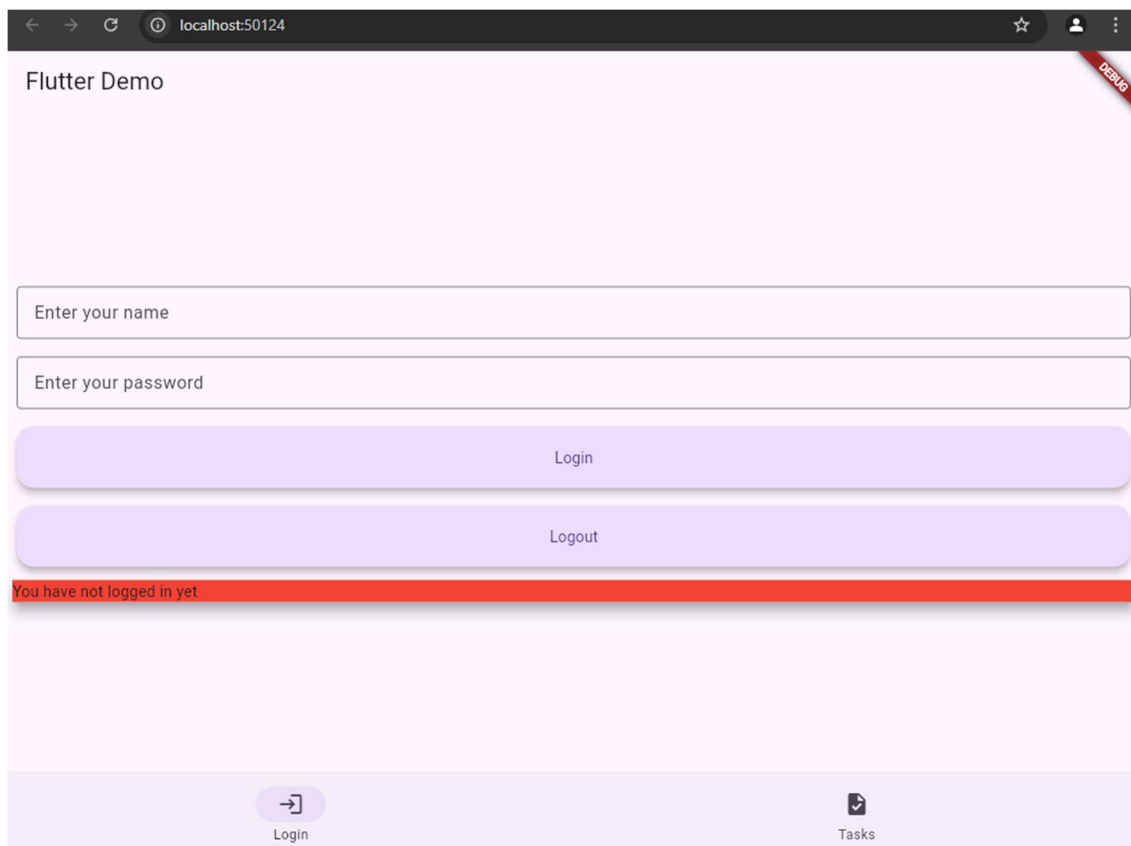 localhost:50124
Flutter Demo
DEBUG
Enter your name
Enter your password
Login
Logout
You have not logged in yet
Login
Tasks